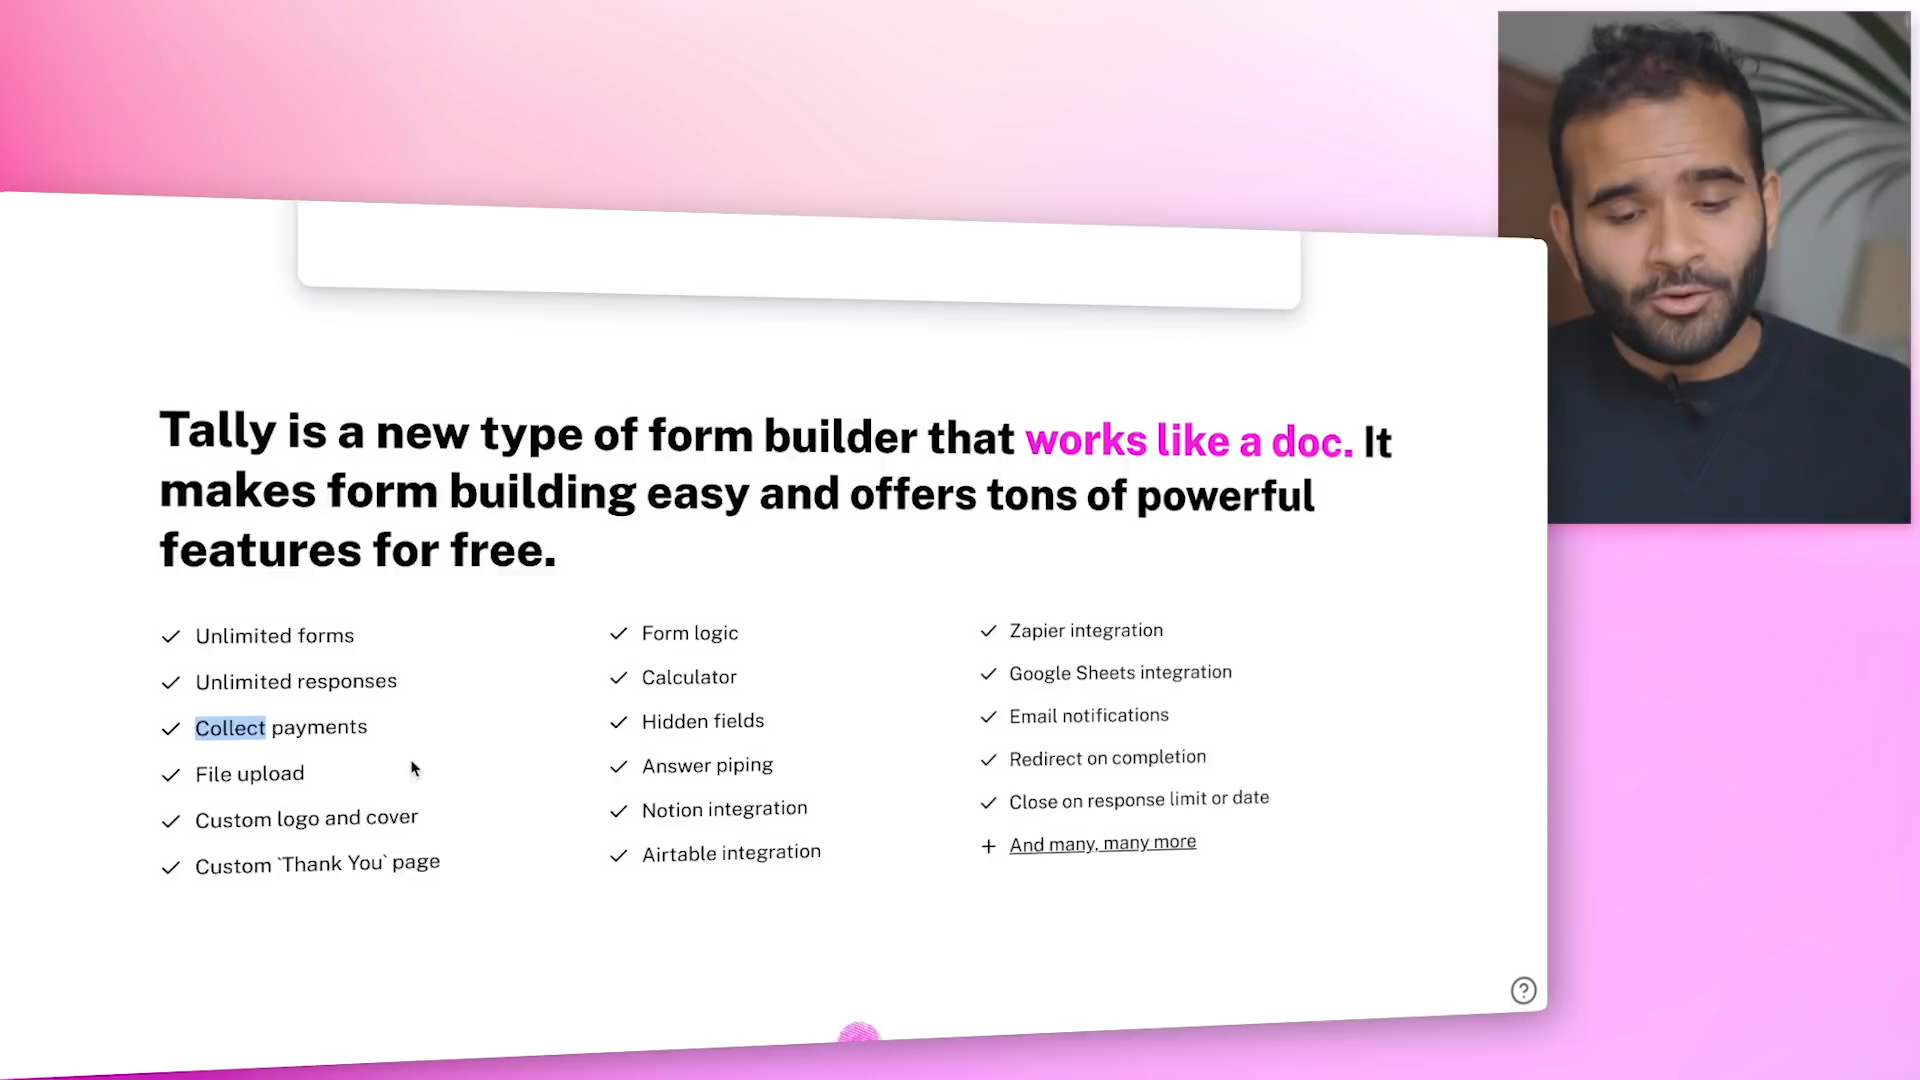 Tally is a new type of form builder that works like a doc. It
makes form building easy and offers tons of powerful
features for free.
Unlimited forms
Unlimited responses
Collect payments
File upload
Custom logo and cover
Custom `Thank You` page
Form logic
Calculator
Hidden fields
Answer piping
Notion integration
Airtable integration
Zapier integration
Google Sheets integration
Email notifications
Redirect on completion
Close on response limit or date
+ And many, many more
?